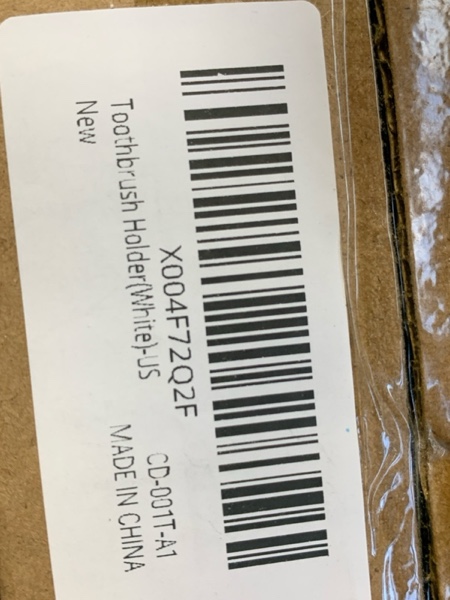 X004F72Q2F
Toothbrush Holder(White)-US CD-001T-A1
New MADE IN CHINA